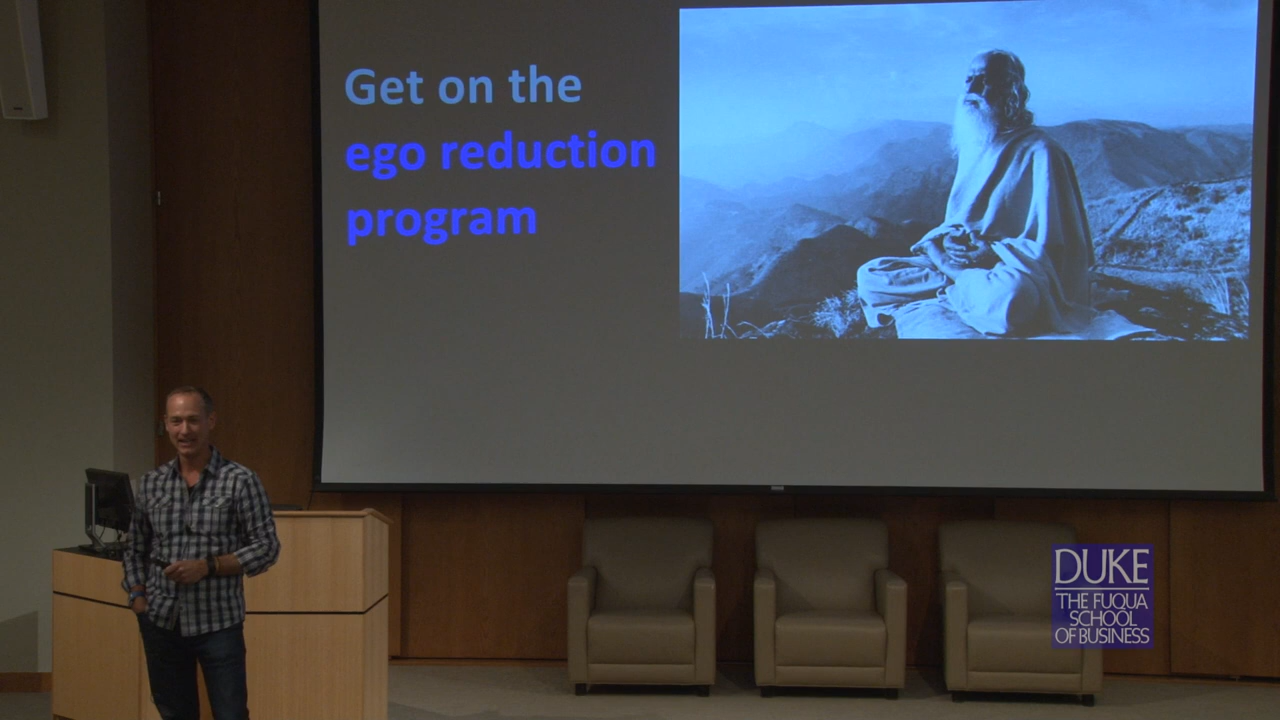 Get on the
ego reduction
program
DUKE
THE FUQUA
SCHOOL
OF BUSINESS